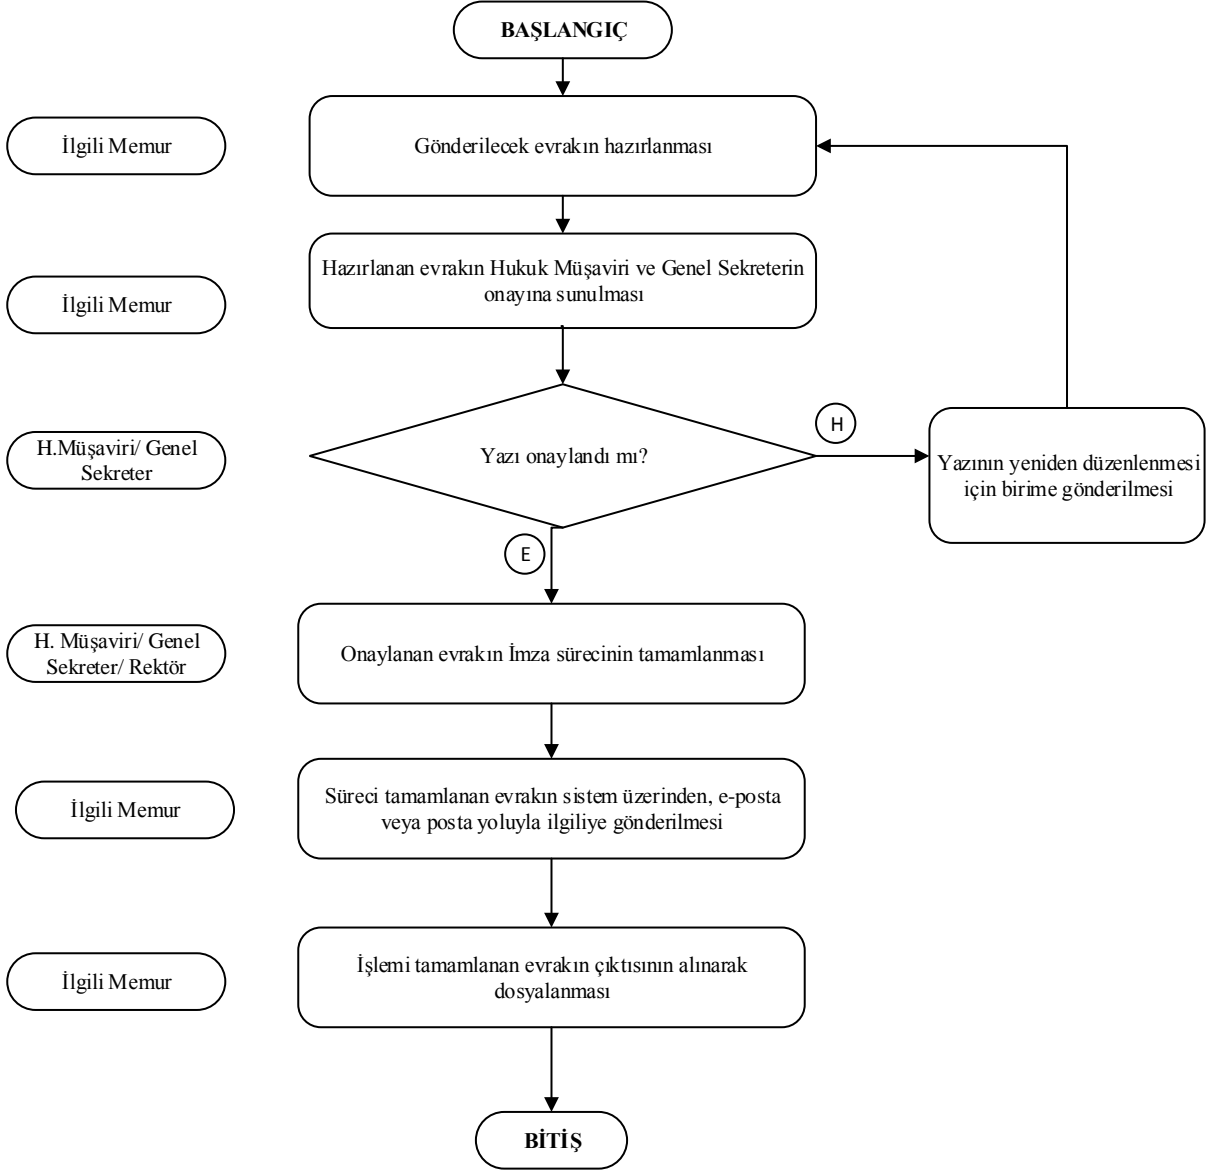 BAŞLANGIÇ
İlgili Memur
Gönderilecek evrakın hazırlanması
İlgili Memur
Hazırlanan evrakın Hukuk Müşaviri ve Genel Sekreterin
onayına sunulması
H.Müşaviri/ Genel
Sekreter
Yazı onaylandı mı?
H
Yazının yeniden düzenlenmesi
için birime gönderilmesi
E
H. Müşaviri/ Genel
Sekreter/ Rektör
Onaylanan evrakın İmza sürecinin tamamlanması
İlgili Memur
Süreci tamamlanan evrakın sistem üzerinden, e-posta
veya posta yoluyla ilgiliye gönderilmesi
İlgili Memur
İşlemi tamamlanan evrakın çıktısının alınarak
dosyalanması
BİTİŞ